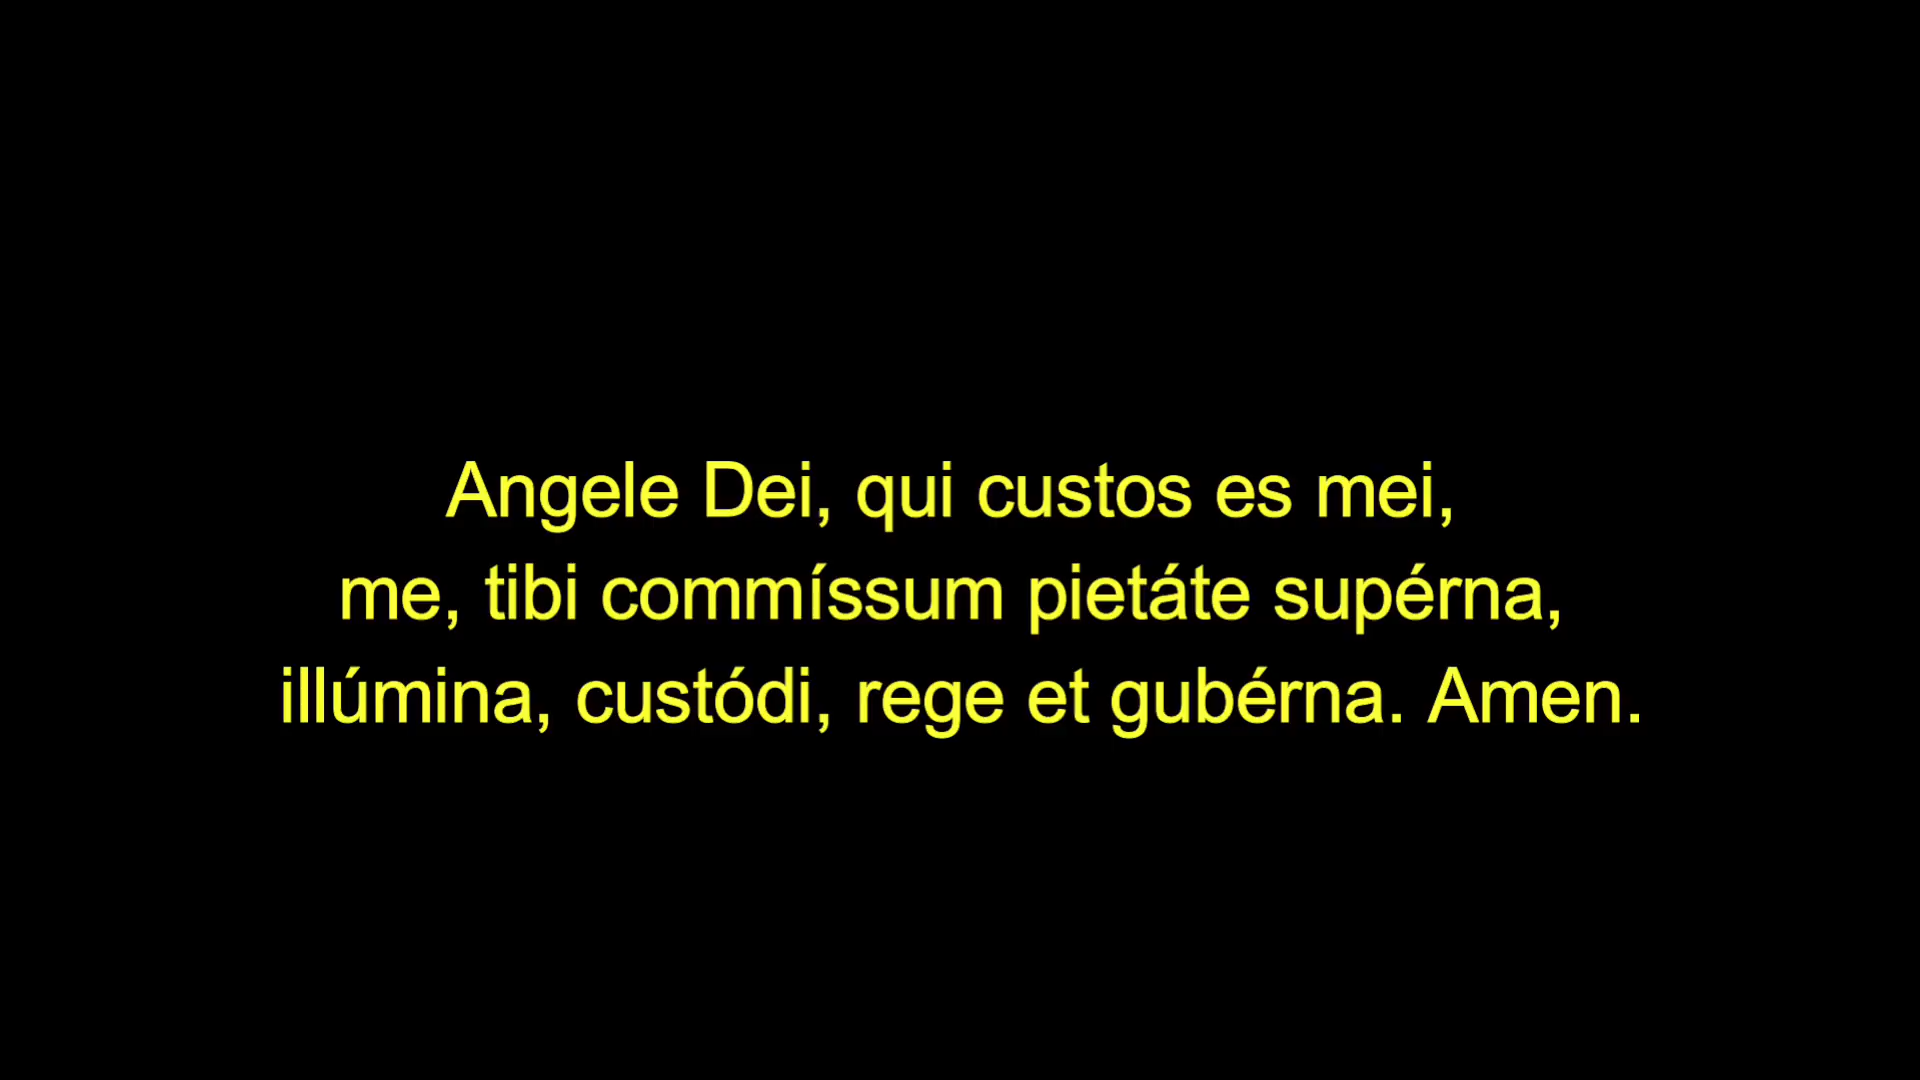 Angele Dei, qui custos es mei,
me, tibi commíssum pietáte supérna,
illúmina, custódi, rege et gubérna. Amen.